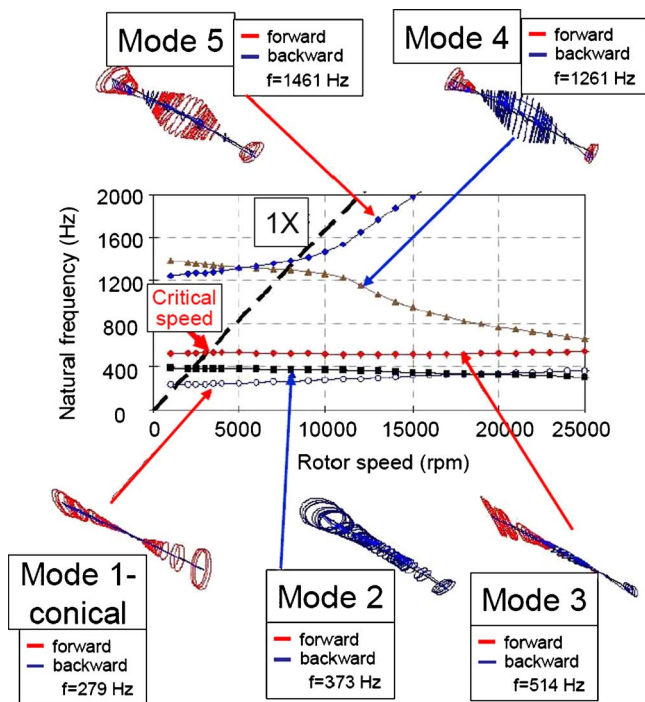 Mode 5
forward
backward
f=1461 Hz
Mode 4
forward
backward
f=1261 Hz
Natural frequency (Hz)
2000
1600
1200
800
400
0
1X
Critical
speed
0
5000
10000
15000
20000
25000
Rotor speed (rpm)
Mode 1-
conical
forward
backward
f=279 Hz
Mode 2
forward
backward
f=373 Hz
Mode 3
forward
backward
f=514 Hz